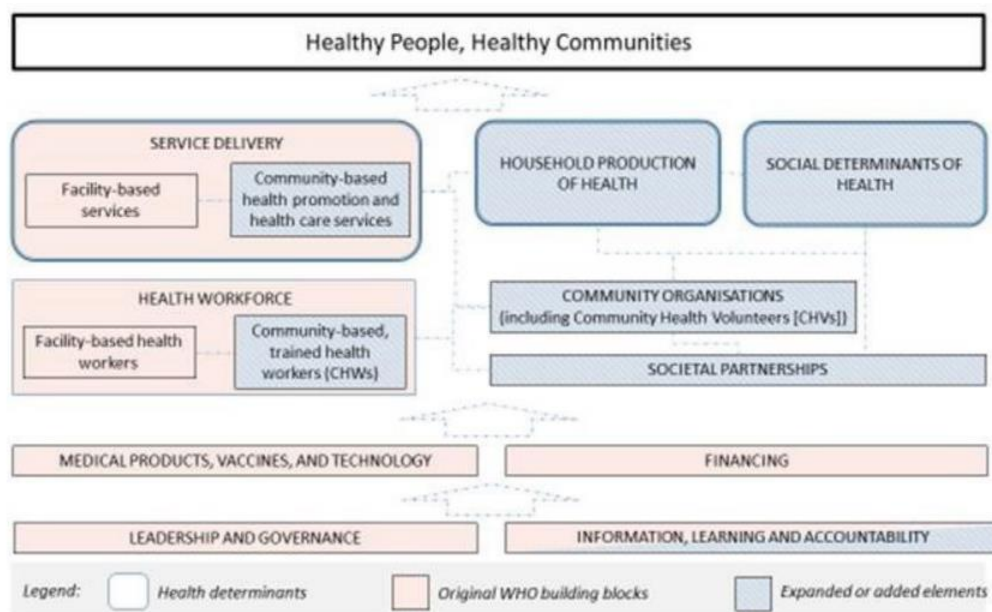 Healthy People, Healthy Communities
SERVICE DELIVERY
Facility-based
services
Community-based
health promotion and
health care services
HOUSEHOLD PRODUCTION
OF HEALTH
SOCIAL DETERMINANTS OF
HEALTH
HEALTH WORKFORCE
Facility-based health
workers
Community-based,
trained health
workers (CHWs)
COMMUNITY ORGANISATIONS
(including Community Health Volunteers [CHVs])
SOCIETAL PARTNERSHIPS
MEDICAL PRODUCTS, VACCINES, AND TECHNOLOGY
FINANCING
LEADERSHIP AND GOVERNANCE
INFORMATION, LEARNING AND ACCOUNTABILITY
Legend:
Health determinants
Original WHO building blocks
Expanded or added elements